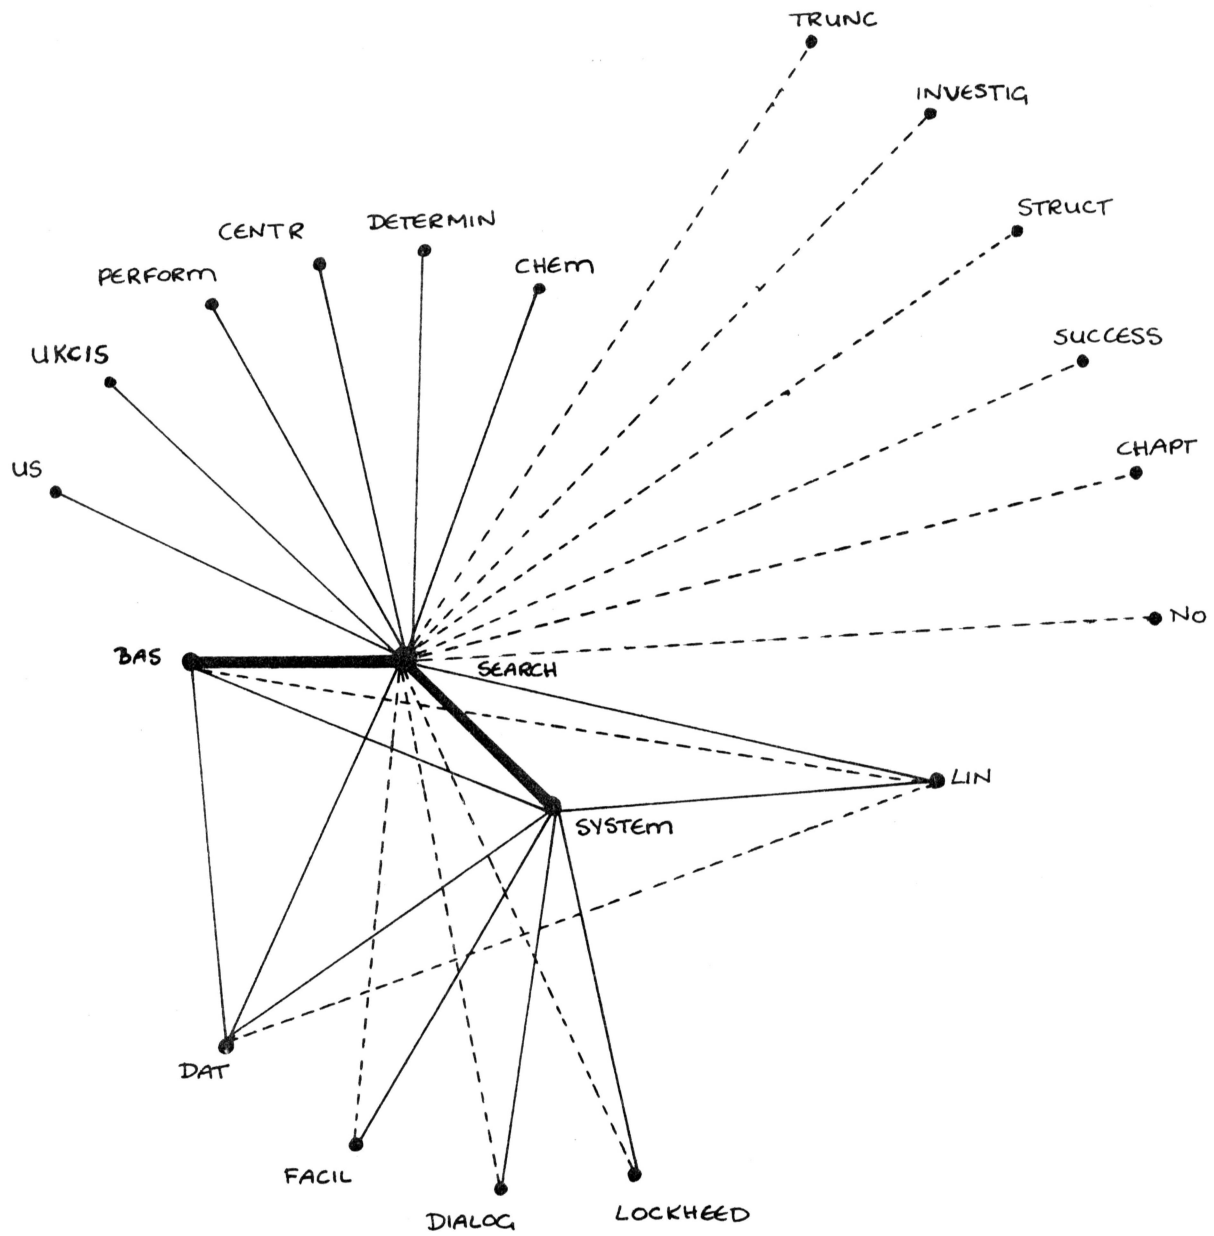 TRUNC
INVESTIG
STRUCT
DETERMIN
CENTR
CHEM
PERFORM
SUCCESS
UKCIS
CHAPT
US
NO
BAS
SEARCH
LIN
SYSTEM
DAT
FACIL
LOCKHEED
DIALOG